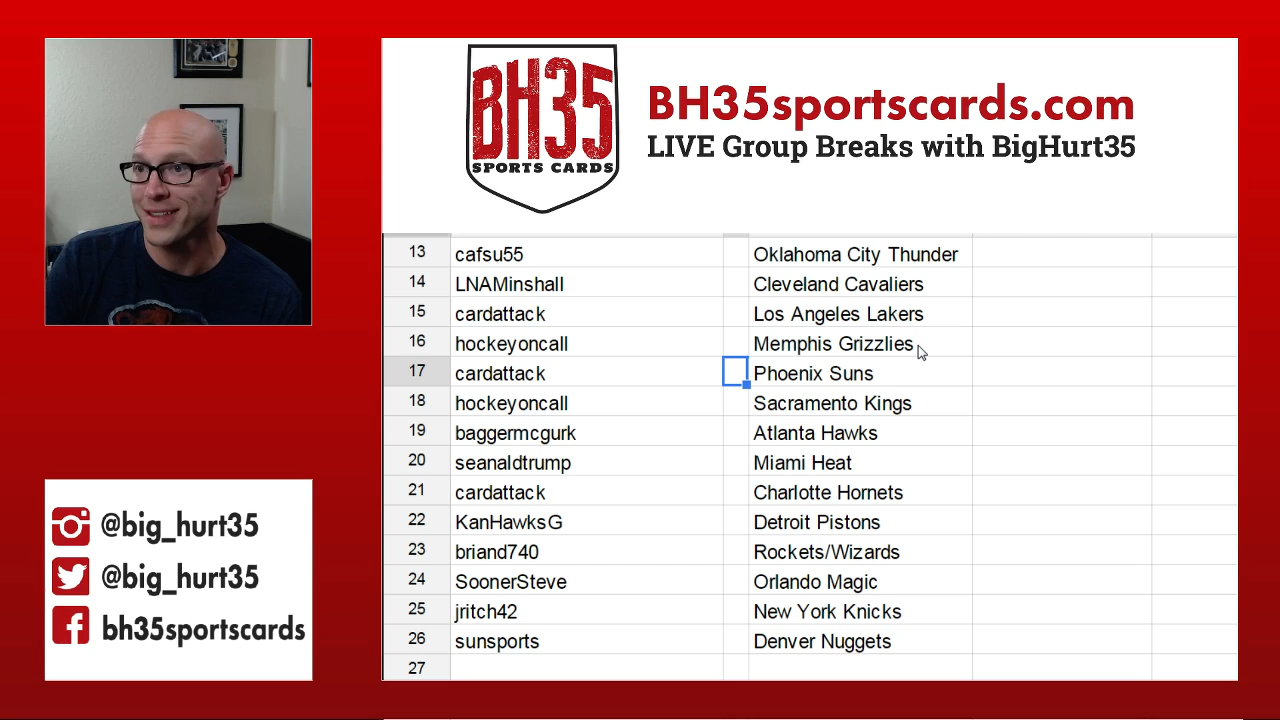 BH35
SPORTS CARDS
BH35sportscards.com
LIVE Group Breaks with BigHurt35
13 cafsu55 Oklahoma City Thunder
14 LNAMinshall Cleveland Cavaliers
15 cardattack Los Angeles Lakers
16 hockeyoncall Memphis Grizzlies
17 cardattack Phoenix Suns
18 hockeyoncall Sacramento Kings
19 baggermcgurk Atlanta Hawks
20 seanaldtrump Miami Heat
21 cardattack Charlotte Hornets
22 KanHawksG Detroit Pistons
23 briand740 Rockets/Wizards
24 SoonerSteve Orlando Magic
25 jritch42 New York Knicks
26 sunsports Denver Nuggets
27
@big_hurt35
@big_hurt35
bh35sportscards